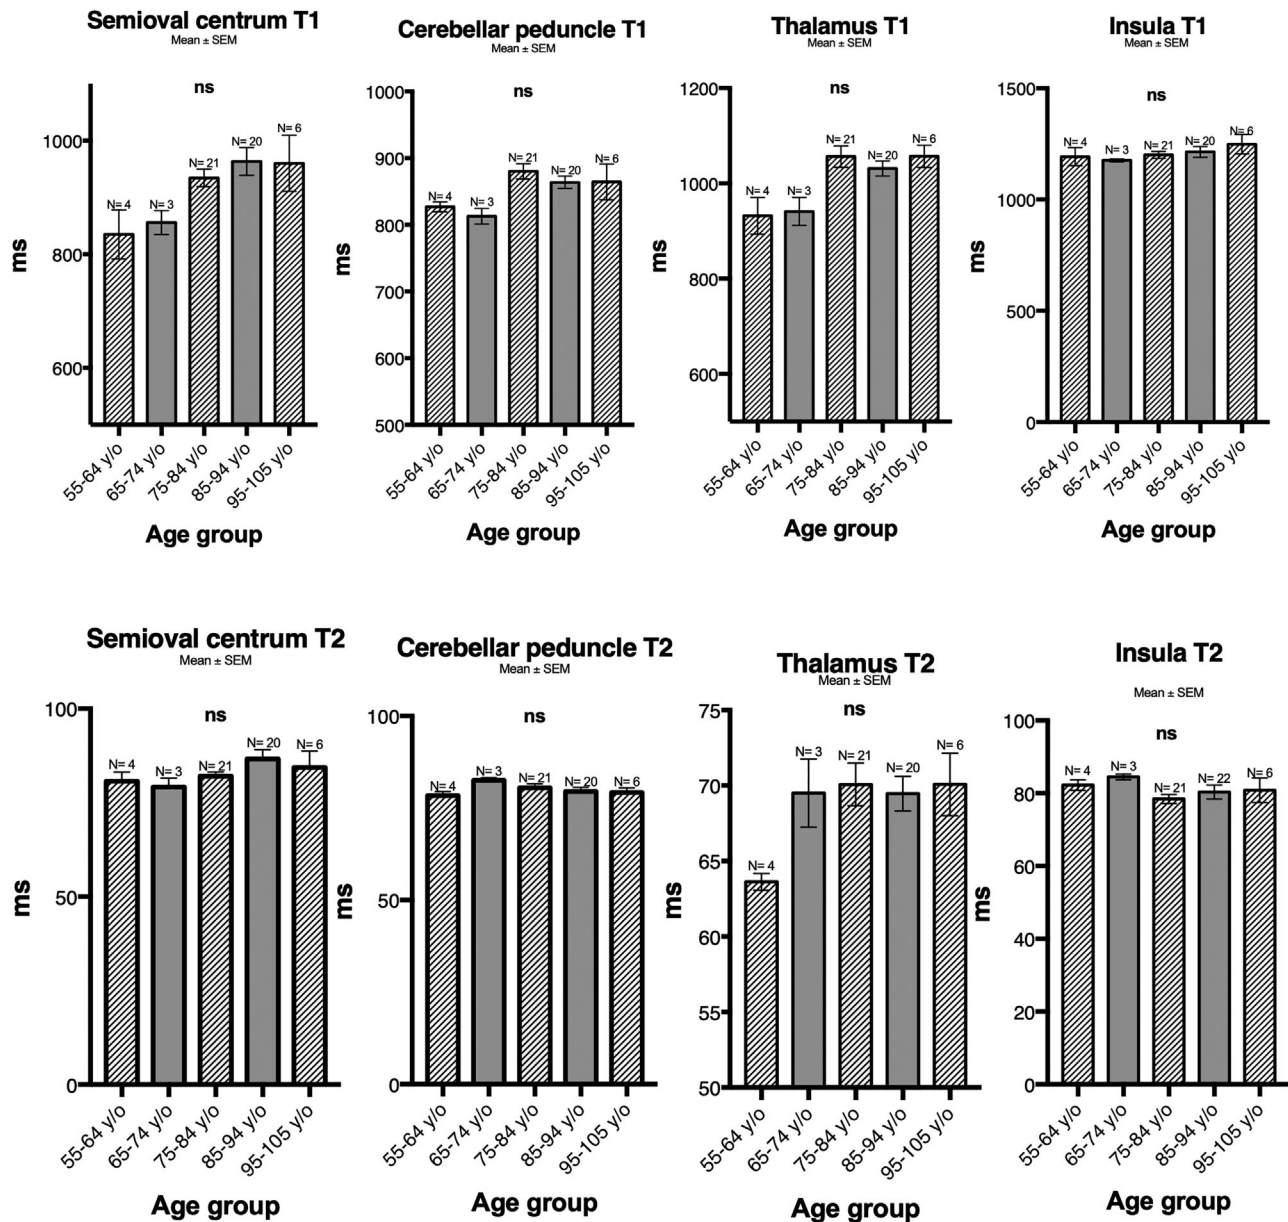 Semioval centrum T1
Mean ± SEM
ns
N= 4
N= 3
N= 21
N= 20
N= 6
1000
800
600
ms
55-64 y/o
65-74 y/o
75-84 y/o
85-94 y/o
95-105 y/o
Age group
Cerebellar peduncle T1
Mean ± SEM
ns
N= 4
N= 3
N= 21
N= 20
N= 6
1000
900
800
700
600
500
ms
55-64 y/o
65-74 y/o
75-84 y/o
85-94 y/o
95-105 y/o
Age group
Thalamus T1
Mean ± SEM
ns
N= 4
N= 3
N= 21
N= 20
N= 6
1200
1000
800
600
ms
55-64 y/o
65-74 y/o
75-84 y/o
85-94 y/o
95-105 y/o
Age group
Insula T1
Mean ± SEM
ns
N= 4
N= 3
N= 21
N= 20
N= 6
1500
1000
500
0
ms
55-64 y/o
65-74 y/o
75-84 y/o
85-94 y/o
95-105 y/o
Age group
Semioval centrum T2
Mean ± SEM
ns
N= 4
N= 3
N= 21
N= 20
N= 6
100
50
0
ms
55-64 y/o
65-74 y/o
75-84 y/o
85-94 y/o
95-105 y/o
Age group
Cerebellar peduncle T2
Mean ± SEM
ns
N= 4
N= 3
N= 21
N= 20
N= 6
100
50
0
ms
55-64 y/o
65-74 y/o
75-84 y/o
85-94 y/o
95-105 y/o
Age group
Thalamus T2
Mean ± SEM
ns
N= 4
N= 3
N= 21
N= 20
N= 6
75
70
65
60
55
50
ms
55-64 y/o
65-74 y/o
75-84 y/o
85-94 y/o
95-105 y/o
Age group
Insula T2
Mean ± SEM
ns
N= 4
N= 3
N= 21
N= 22
N= 6
100
80
60
40
20
0
ms
55-64 y/o
65-74 y/o
75-84 y/o
85-94 y/o
95-105 y/o
Age group